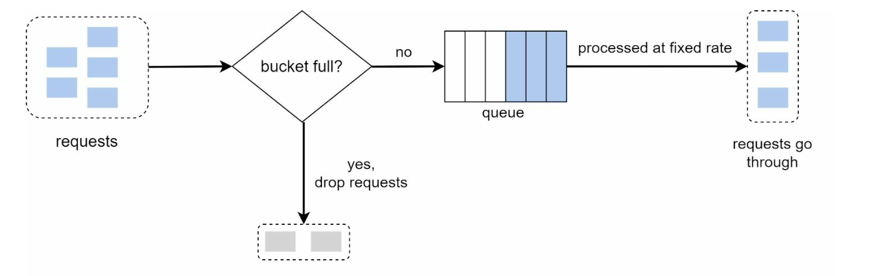 requests
bucket full?
no
yes,
drop requests
queue
processed at fixed rate
requests go
through